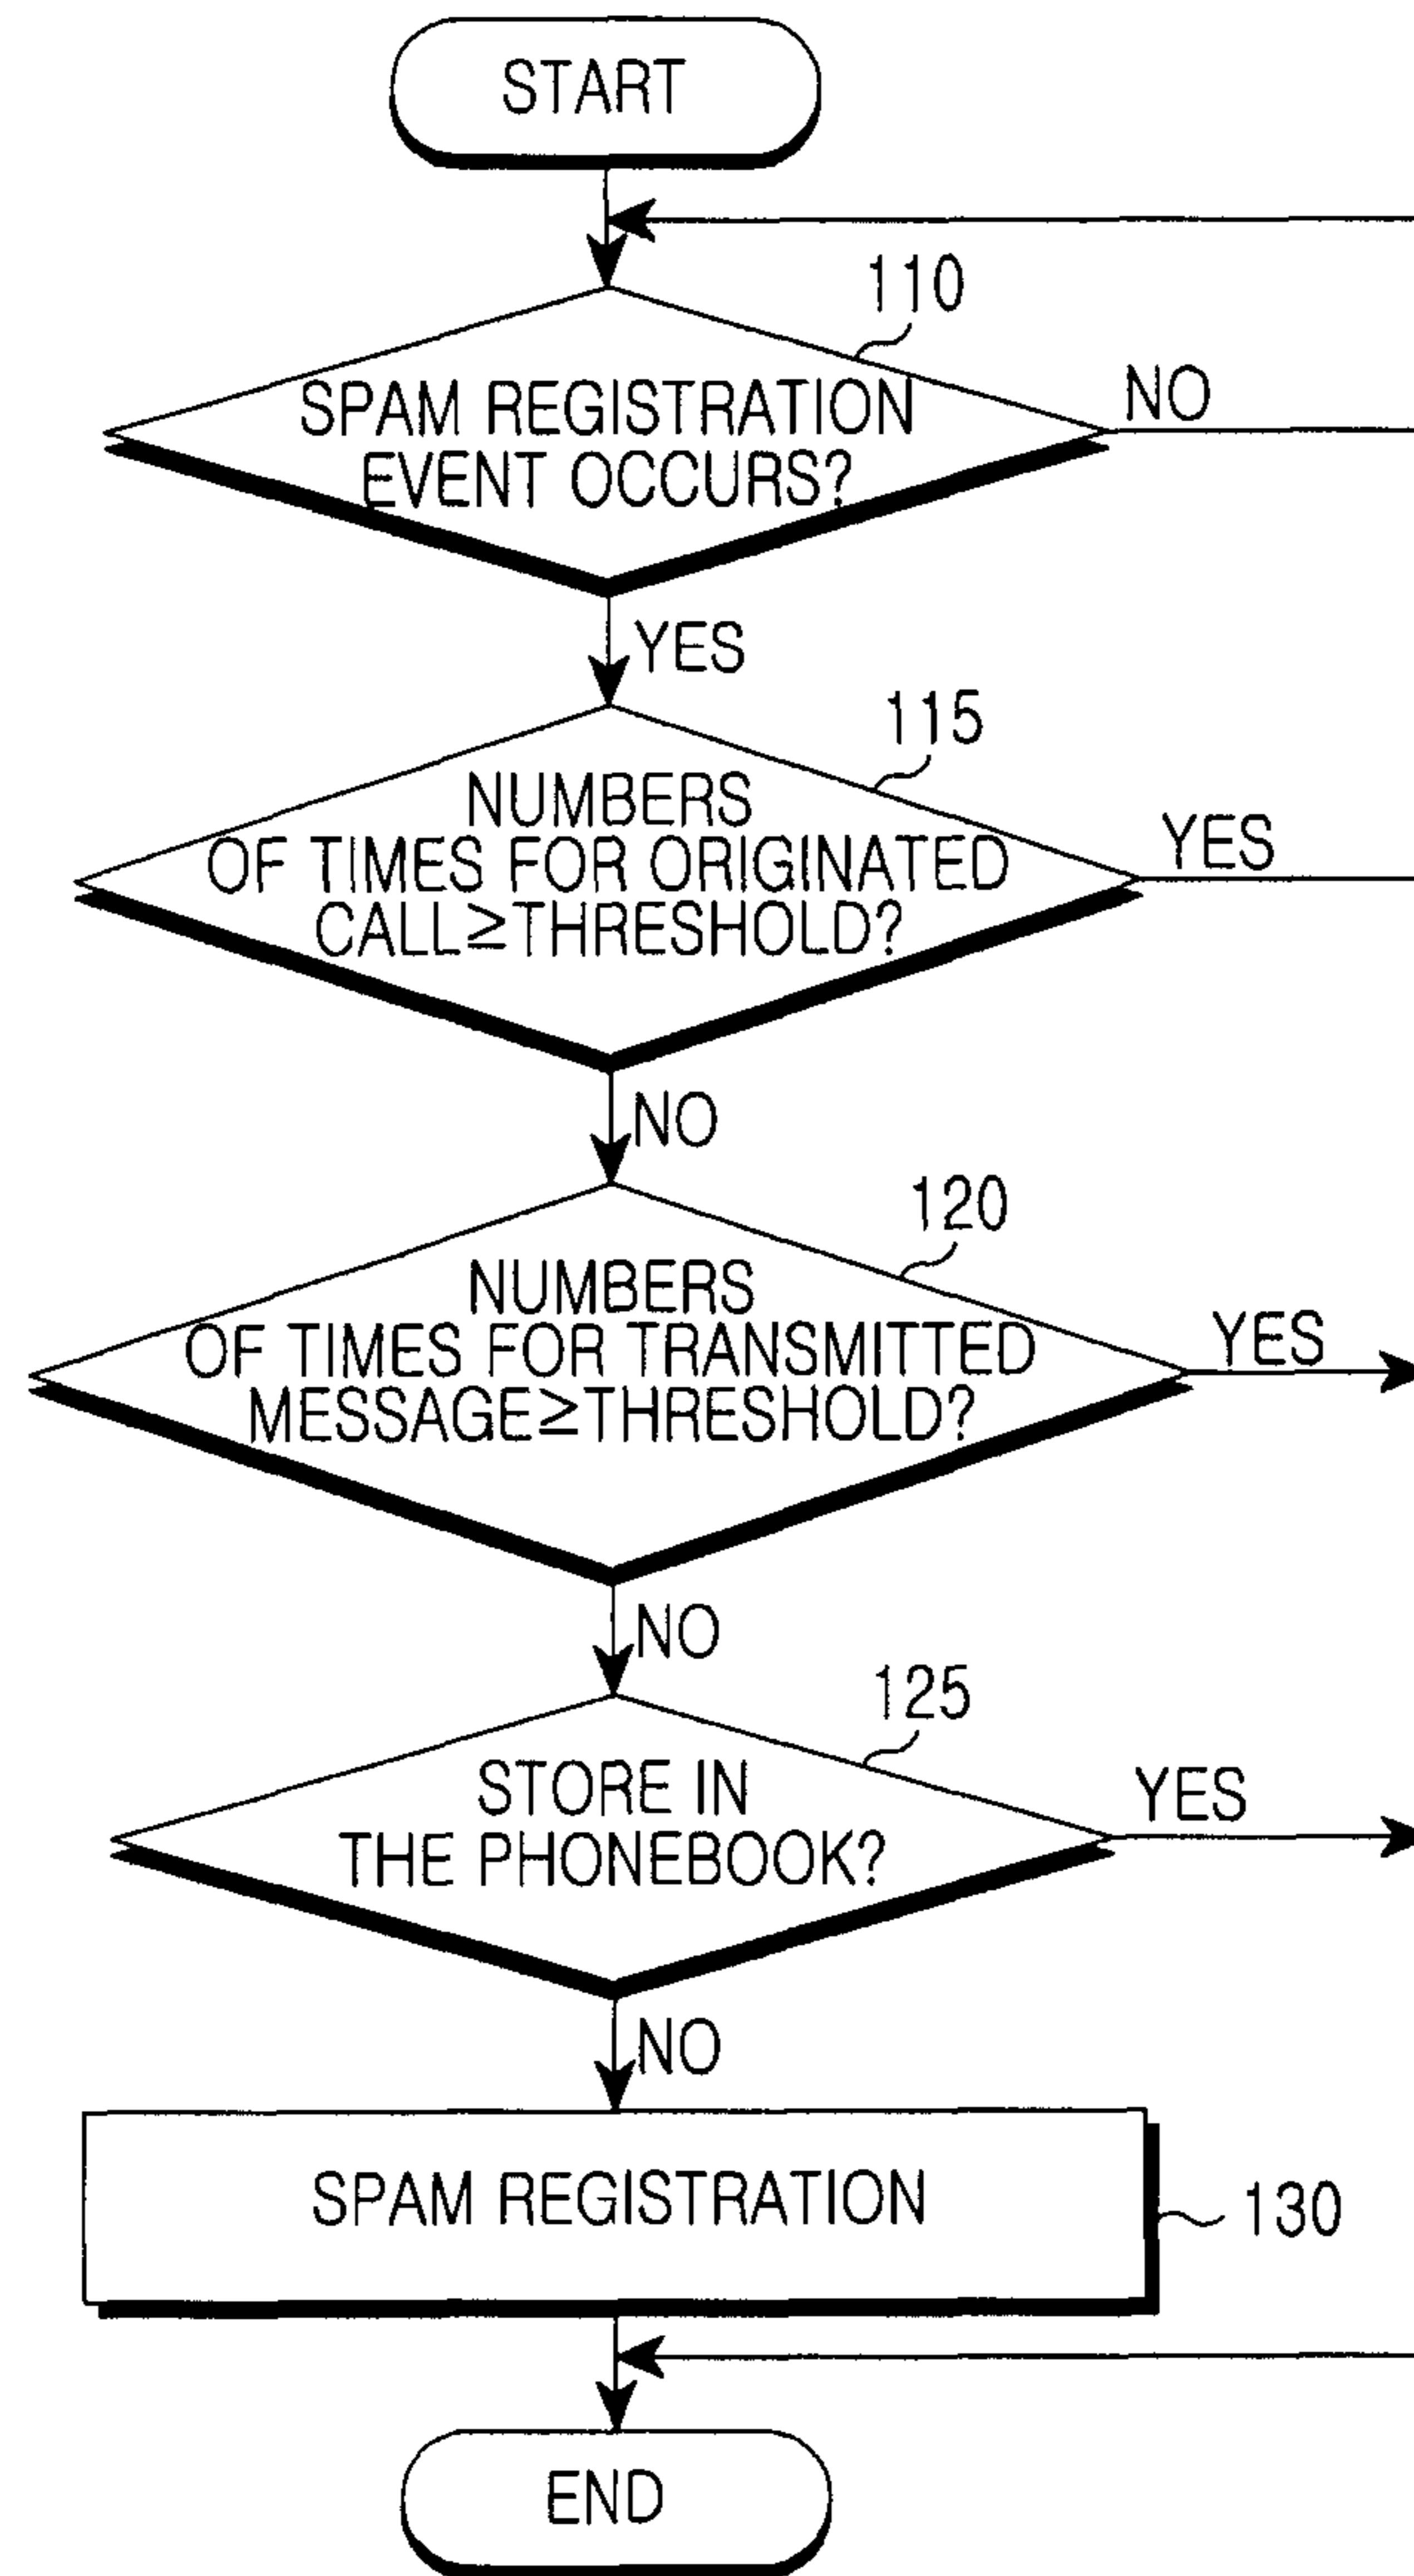 START
110
SPAM REGISTRATION
EVENT OCCURS?
NO
YES
115
NUMBERS
OF TIMES FOR ORIGINATED
CALL≥THRESHOLD?
YES
NO
120
NUMBERS
OF TIMES FOR TRANSMITTED
MESSAGE≥THRESHOLD?
YES
NO
125
STORE IN
THE PHONEBOOK?
YES
NO
SPAM REGISTRATION
130
END